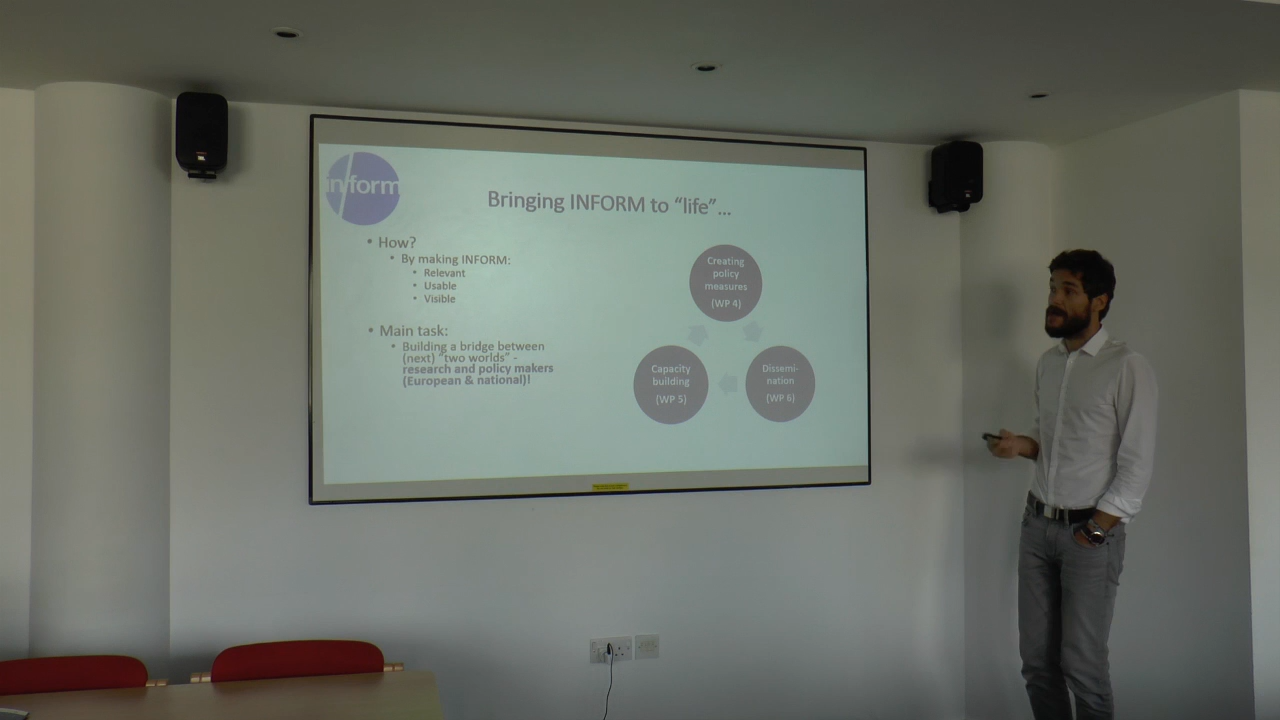 inform
Bringing INFORM to “life”...
• How?
• By making INFORM:
• Relevant
• Usable
• Visible
• Main task:
• Building a bridge between
(next) “two worlds” -
research and policy makers
(European & national)!
Creating
policy
measures
(WP 4)
Capacity
building
(WP 5)
Dissemi-
nation
(WP 6)